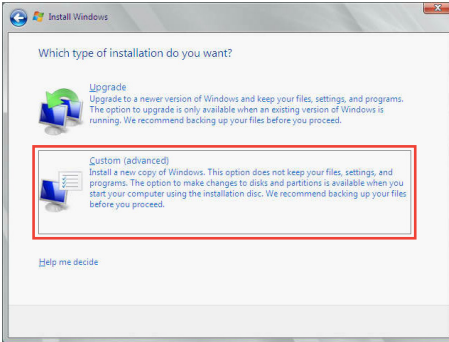 Install Windows
Which type of installation do you want?
Upgrade
Upgrade to a newer version of Windows and keep your files, settings, and programs.
The option to upgrade is only available when an existing version of Windows is
running. We recommend backing up your files before you proceed.
Custom (advanced)
Install a new copy of Windows. This option does not keep your files, settings, and
programs. The option to make changes to disks and partitions is available when you
start your computer using the installation disc. We recommend backing up your files
before you proceed.
Help me decide